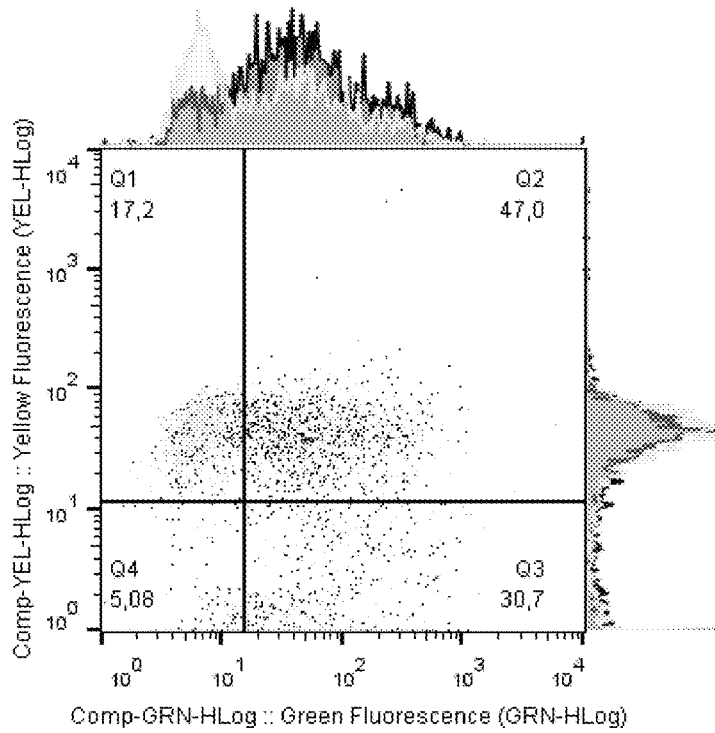 Q1
17,2
Q2
47,0
Q4
5,08
Q3
30,7
10^4
10^3
10^2
10^1
10^0
Comp-YEL-HLog :: Yellow Fluorescence (YEL-HLog)
10^0 10^1 10^2 10^3 10^4
Comp-GRN-HLog :: Green Fluorescence (GRN-HLog)